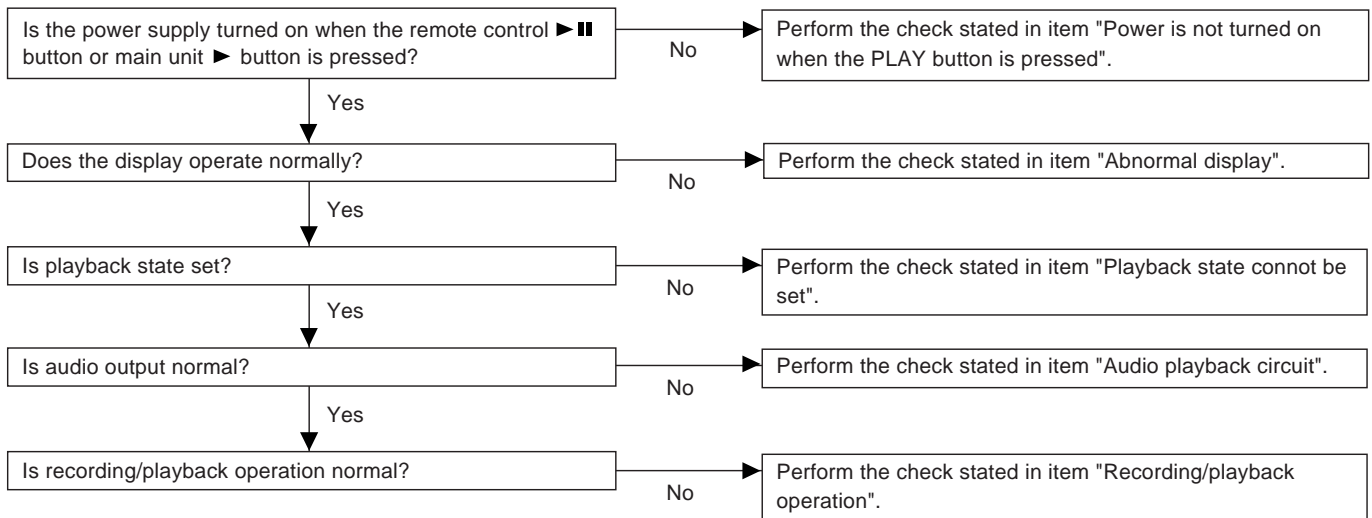 Is the power supply turned on when the remote control ►II
button or main unit ► button is pressed?
No
Perform the check stated in item "Power is not turned on
when the PLAY button is pressed".
Yes
Does the display operate normally?
No
Perform the check stated in item "Abnormal display".
Yes
Is playback state set?
No
Perform the check stated in item "Playback state connot be
set".
Yes
Is audio output normal?
No
Perform the check stated in item "Audio playback circuit".
Yes
Is recording/playback operation normal?
No
Perform the check stated in item "Recording/playback
operation".